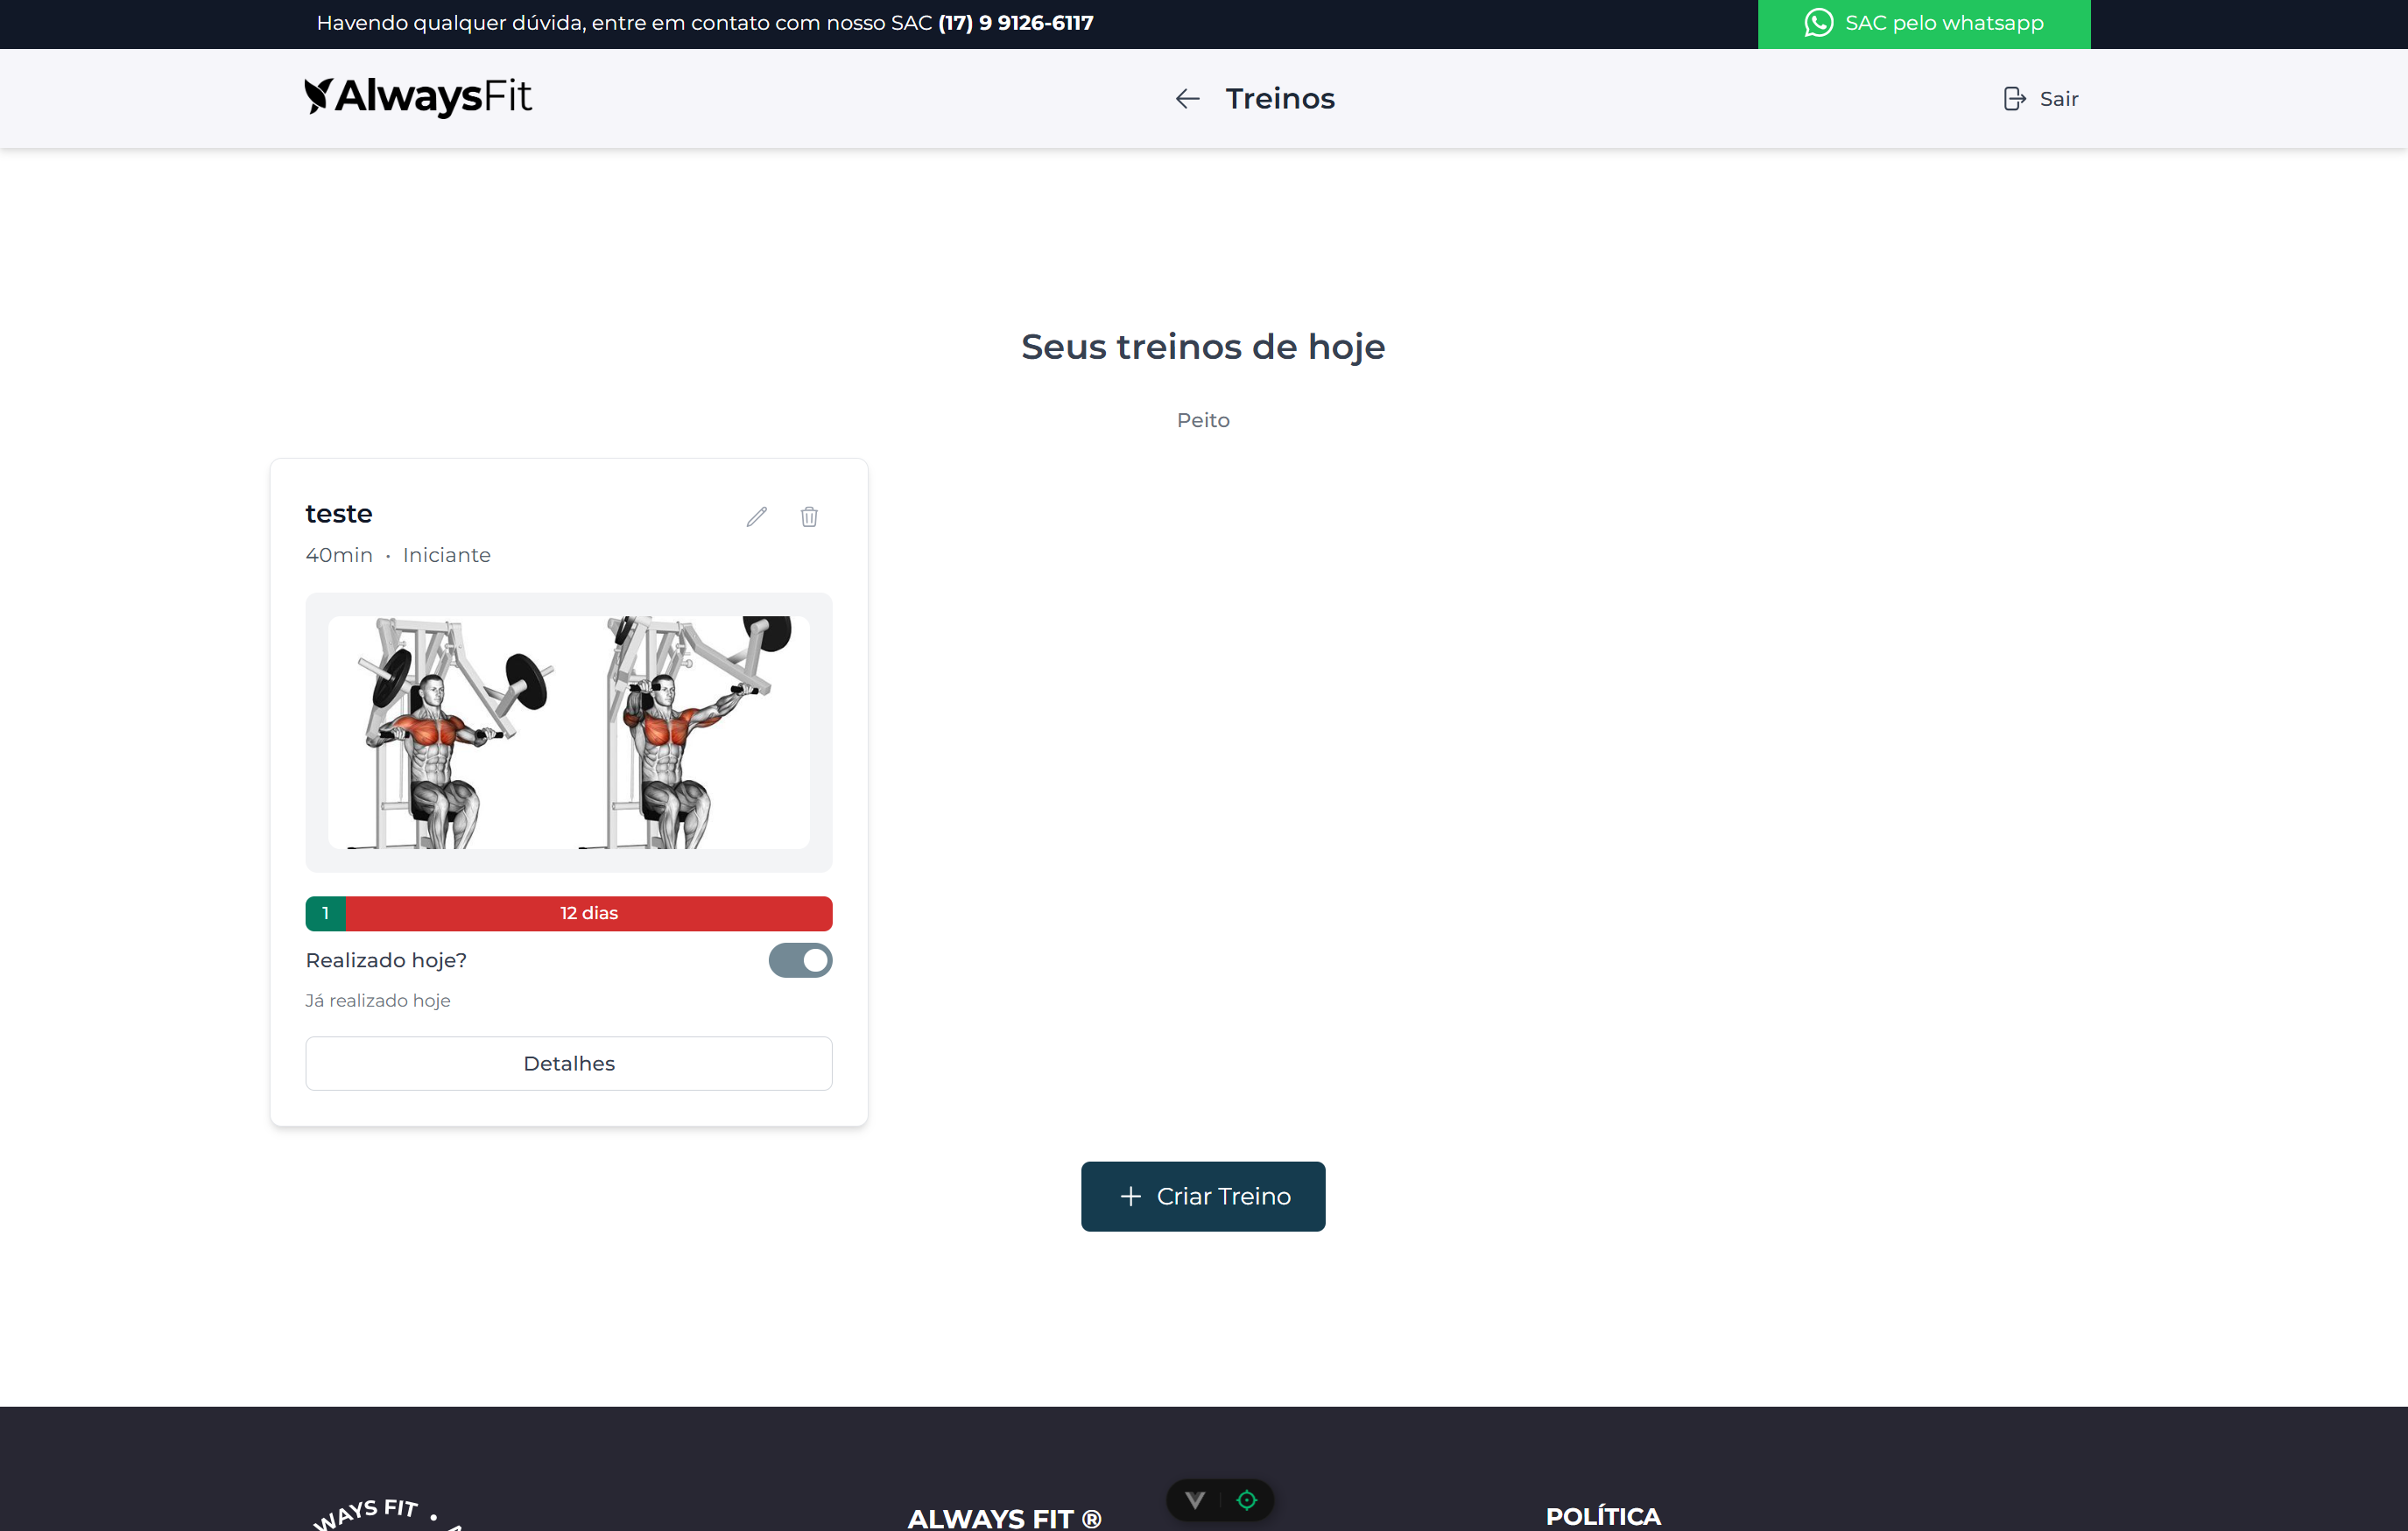 Havendo qualquer dúvida, entre em contato com nosso SAC (17) 9 9126-6117
SAC pelo whatsapp
AlwaysFit
Treinos
Sair
Seus treinos de hoje
Peito
teste
40min • Iniciante
1
12 dias
Realizado hoje?
Já realizado hoje
Detalhes
Criar Treino
WAYS FIT •
ALWAYS FIT ®
POLÍTICA